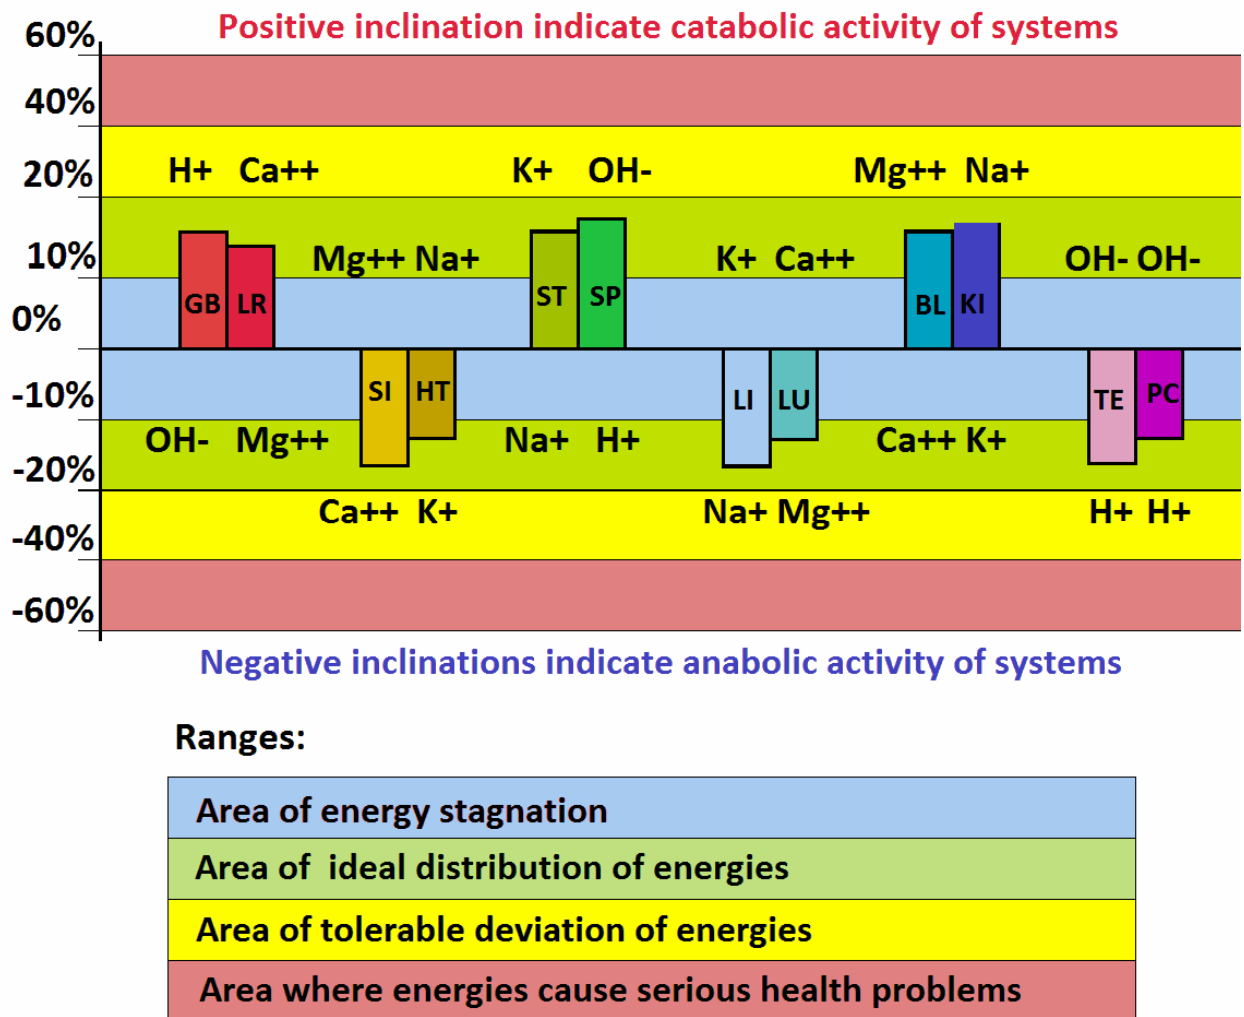 Positive inclination indicate catabolic activity of systems
60%
40%
H+ Ca++ K+ OH- Mg++ Na+
20%
Mg++ Na+ K+ Ca++ OH- OH-
10%
GB LR ST SP BL KI
0%
SI HT LI LU TE PC
-10%
OH- Mg++ Na+ H+ Ca++ K+
-20%
Ca++ K+ Na+ Mg++ H+ H+
-40%
-60%
Negative inclinations indicate anabolic activity of systems
Ranges:
Area of energy stagnation
Area of ideal distribution of energies
Area of tolerable deviation of energies
Area where energies cause serious health problems